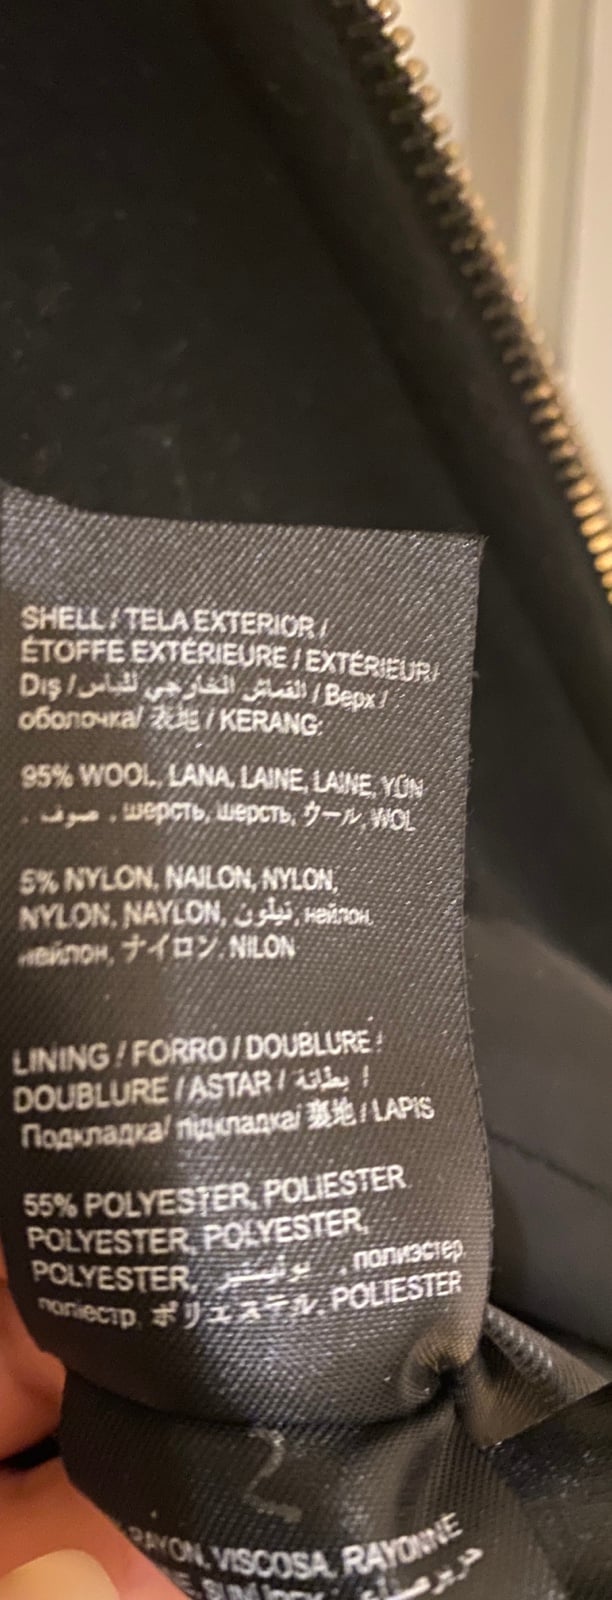 SHELL / TELA EXTERIOR /
ÉTOFFE EXTÉRIEURE / EXTÉRIEUR/
Dış / القماش الخارجي للباس / Верх /
оболочка/ 表地 / KERANG:
95% WOOL, LANA, LAINE, LAINE, YÜN
, صوف , шерсть, шерсть, ウール, WOL
5% NYLON, NAILON, NYLON,
NYLON, NAYLON, نيلون, нейлон,
нейлон, ナイロン, NILON
LINING / FORRO / DOUBLURE /
DOUBLURE / ASTAR / بطانة /
Подкладка/ підкладка/ 裏地 / LAPIS
55% POLYESTER, POLIESTER
POLYESTER, POLYESTER,
POLYESTER, بوليستر , полиэстер,
поліестр, ポリエステル, POLIESTER
2
RAYON, VISCOSA, RAYONNE